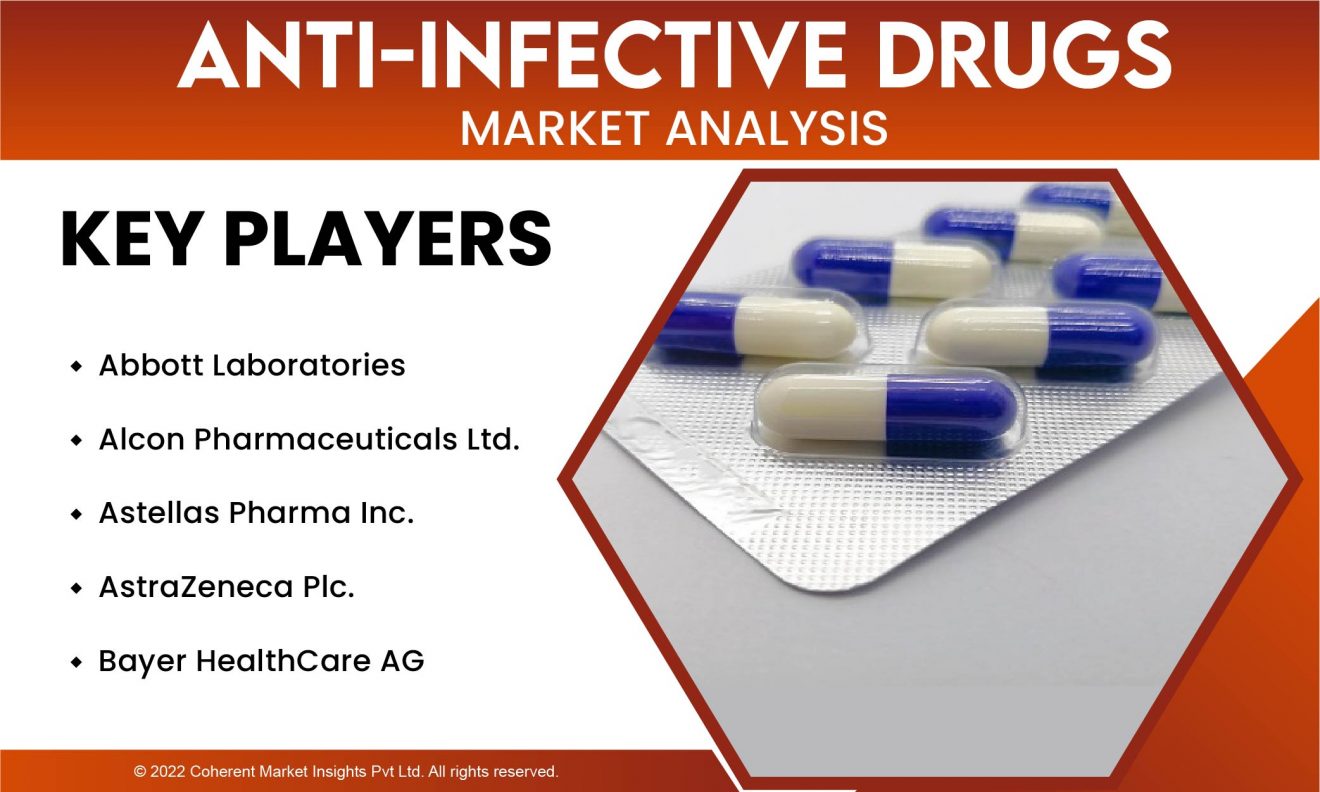 ANTI-INFECTIVE DRUGS
MARKET ANALYSIS
KEY PLAYERS
Abbott Laboratories
Alcon Pharmaceuticals Ltd.
Astellas Pharma Inc.
AstraZeneca Plc.
Bayer HealthCare AG
© 2022 Coherent Market Insights Pvt Ltd. All rights reserved.